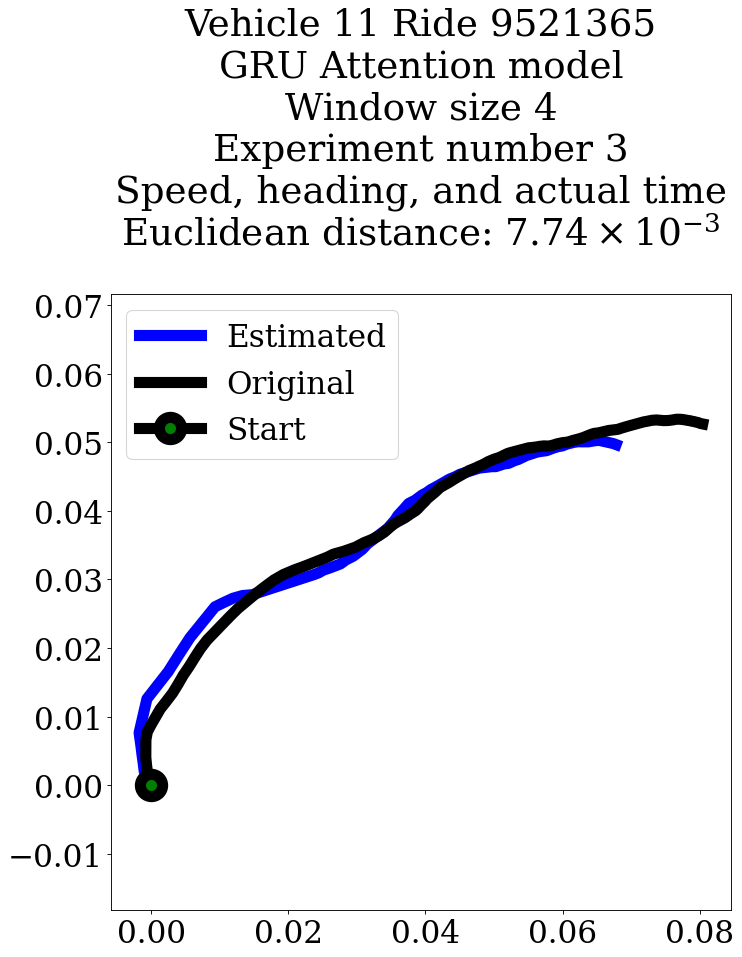 Vehicle 11 Ride 9521365
GRU Attention model
Window size 4
Experiment number 3
Speed, heading, and actual time
Euclidean distance: 7.74 × 10⁻³
Estimated
Original
Start
0.07
0.06
0.05
0.04
0.03
0.02
0.01
0.00
−0.01
0.00 0.02 0.04 0.06 0.08